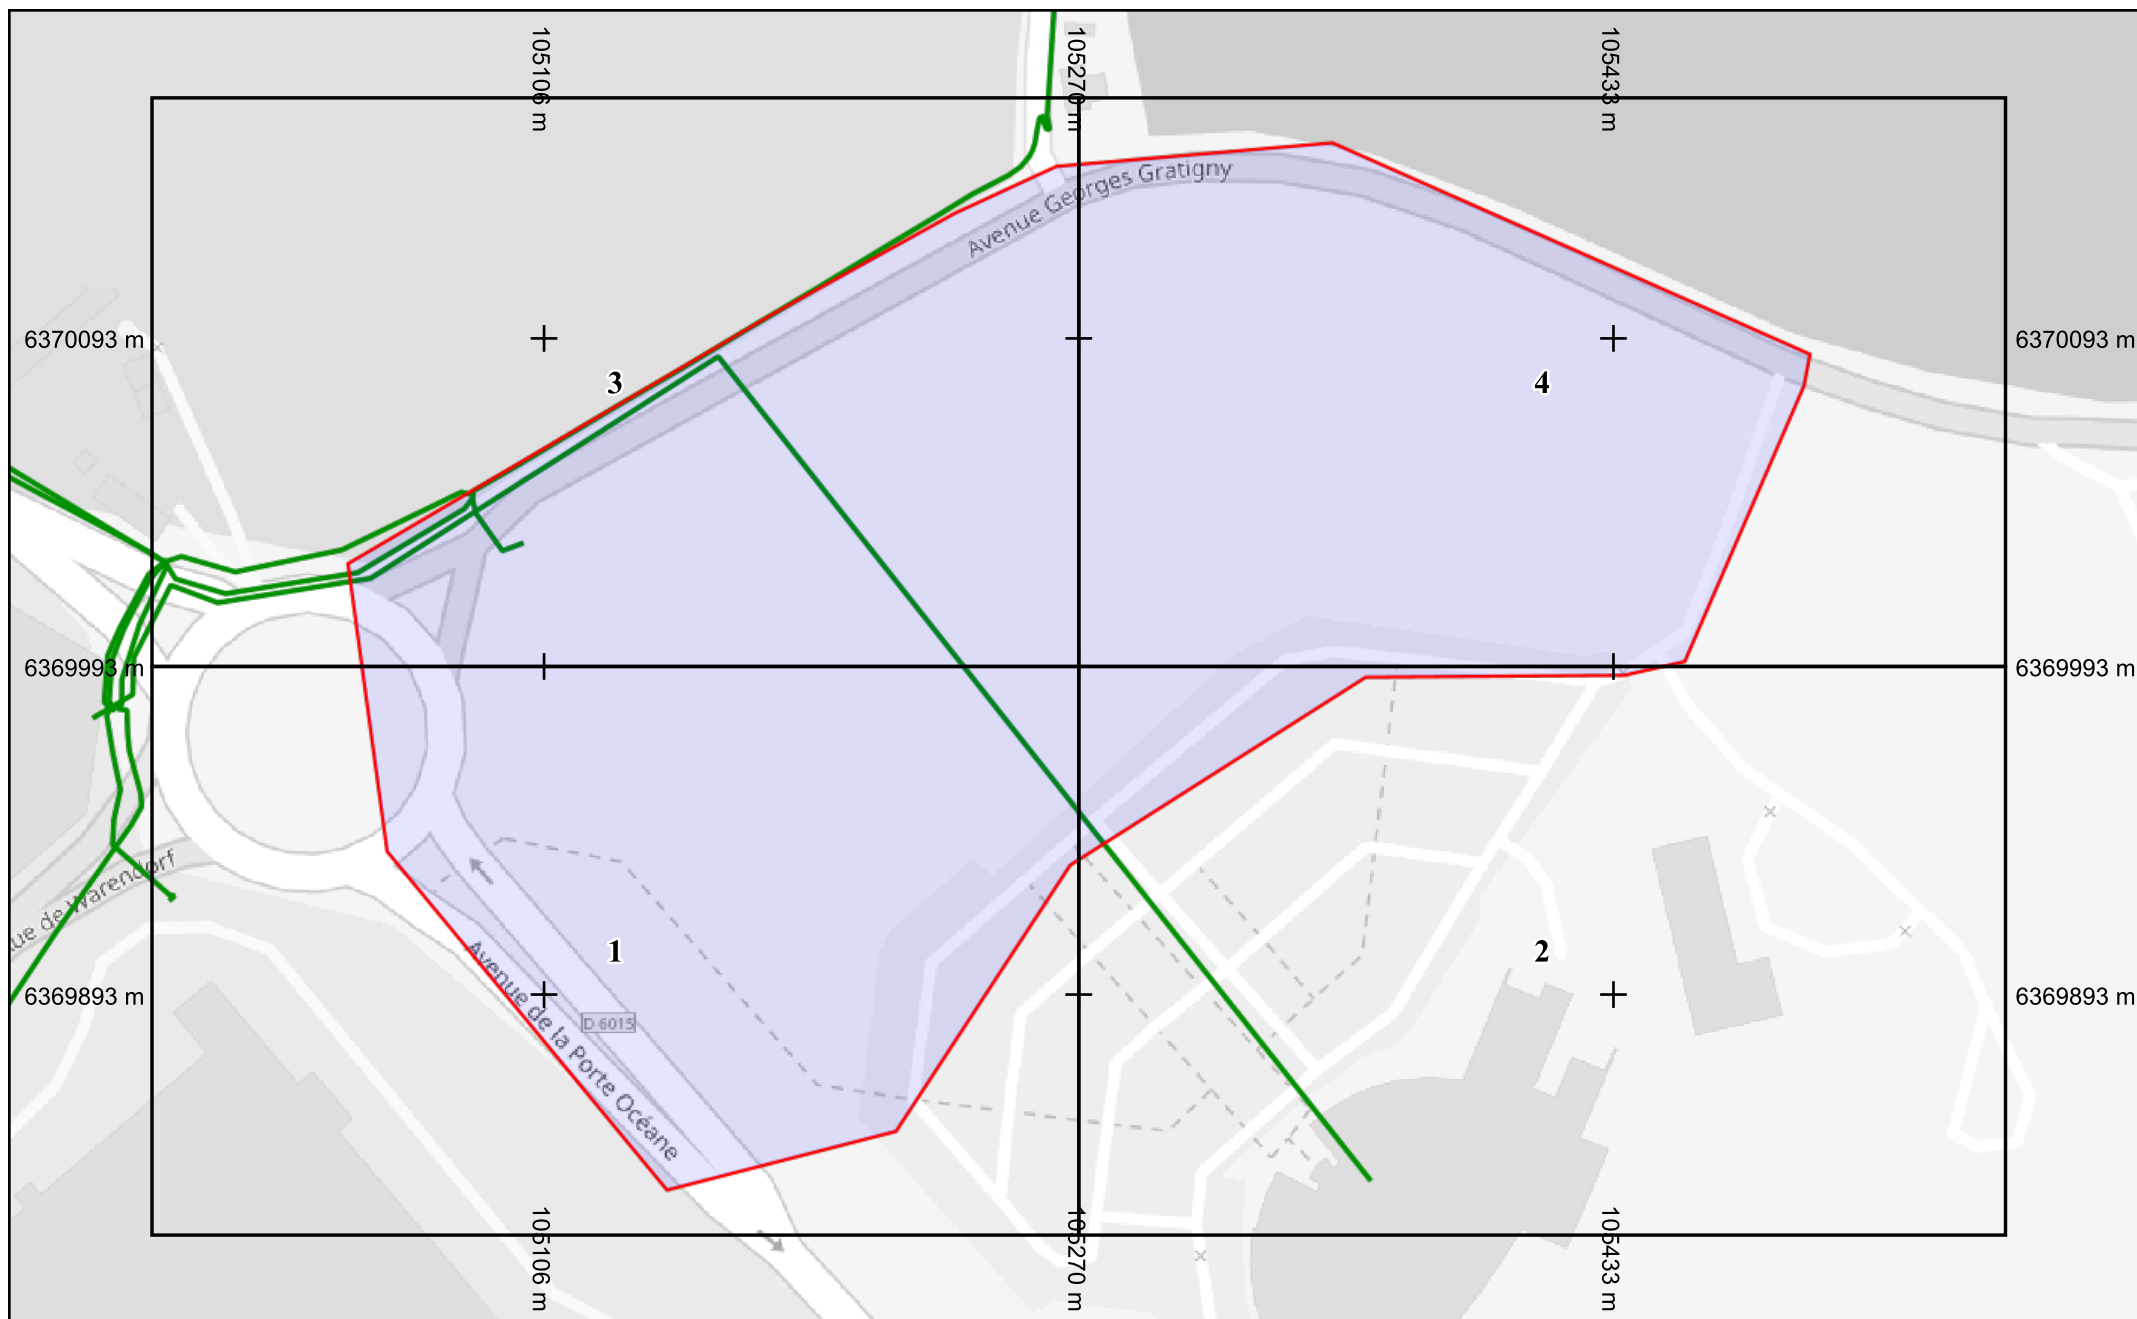 105106 m
105270 m
105433 m
Avenue Georges Gratigny
6370093 m
6370093 m
3
4
6369993 m
6369993 m
ue de Warendorf
1
2
Avenue de la Porte Océane
D 6015
6369893 m
6369893 m
105106 m
105270 m
105433 m